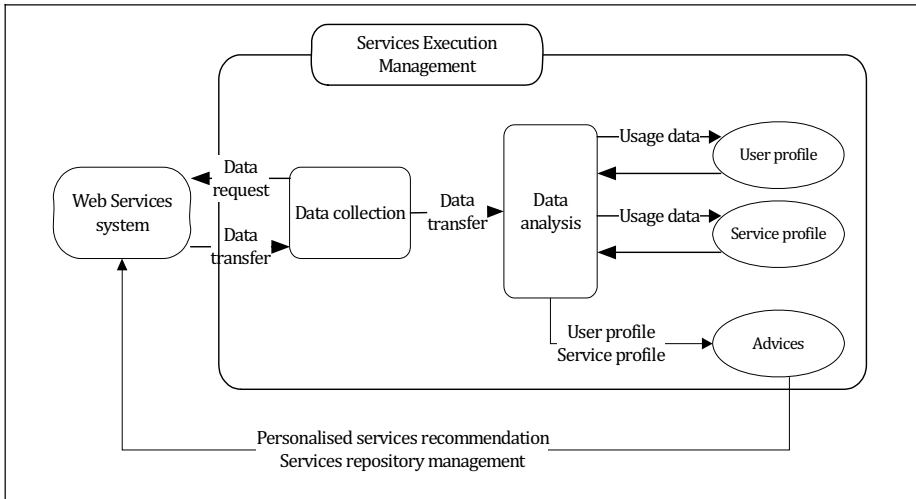 Services Execution
Management
Data
request
Web Services
system
Data
transfer
Data collection
Data
transfer
Data
analysis
Usage data
User profile
Usage data
Service profile
User profile
Service profile
Advices
Personalised services recommendation
Services repository management